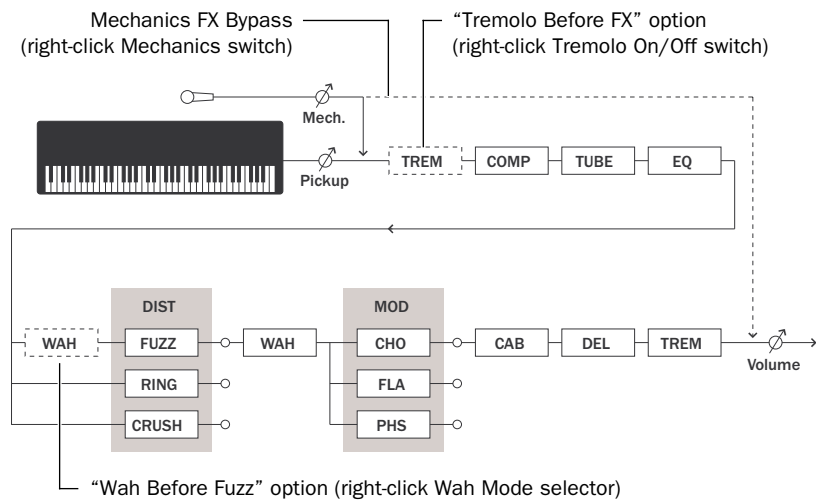 Mechanics FX Bypass
(right-click Mechanics switch)
“Tremolo Before FX” option
(right-click Tremolo On/Off switch)
Mech.
Pickup
TREM
COMP
TUBE
EQ
DIST
MOD
WAH
FUZZ
WAH
CHO
CAB
DEL
TREM
Volume
RING
FLA
CRUSH
PHS
“Wah Before Fuzz” option (right-click Wah Mode selector)